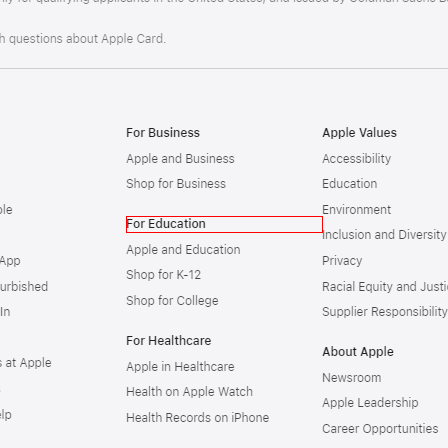 questions about Apple Card.
For Business
Apple and Business
Shop for Business
For Education
Apple and Education
Shop for K-12
Shop for College
For Healthcare
Apple in Healthcare
Health on Apple Watch
Health Records on iPhone
Apple Values
Accessibility
Education
Environment
Inclusion and Diversity
Privacy
Racial Equity and Justi
Supplier Responsibility
About Apple
Newsroom
Apple Leadership
Career Opportunities
App
In
s at Apple